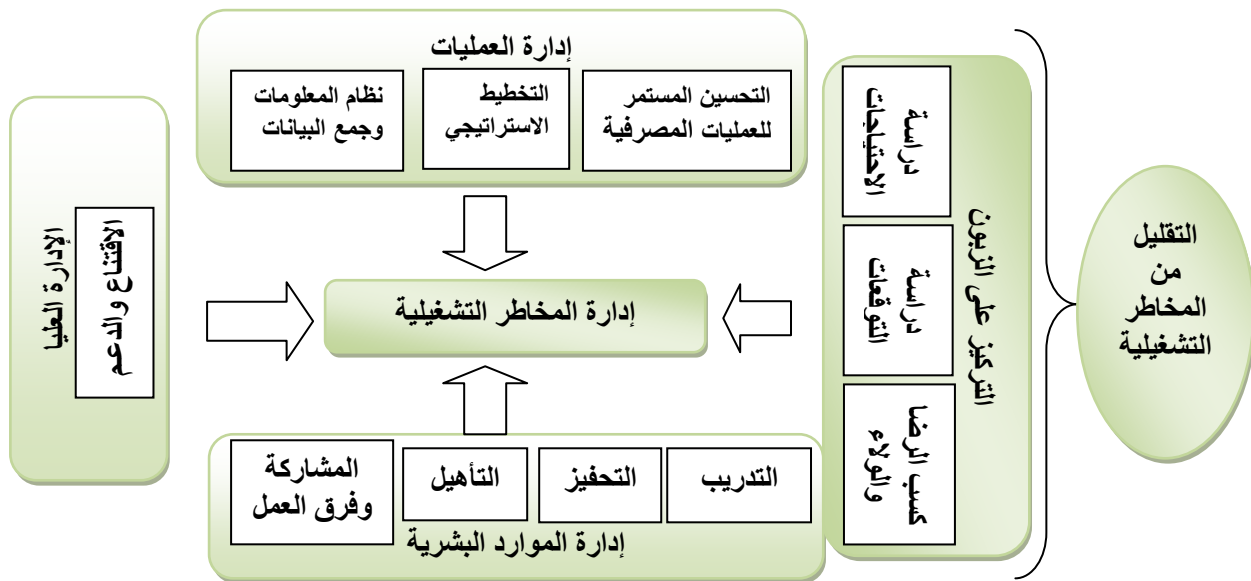 إدارة العمليات
التحسين المستمر
للعمليات المصرفية
التخطيط
الاستراتيجي
نظام المعلومات
وجمع البيانات
التقليل
من
المخاطر
التشغيلية
التركيز على الزبون
دراسة
الاحتياجات
دراسة
التوقعات
كسب الرضا
والولاء
إدارة المخاطر التشغيلية
الإدارة العليا
الاقتناع والدعم
التدريب
التحفيز
التأهيل
المشاركة
وفرق العمل
إدارة الموارد البشرية